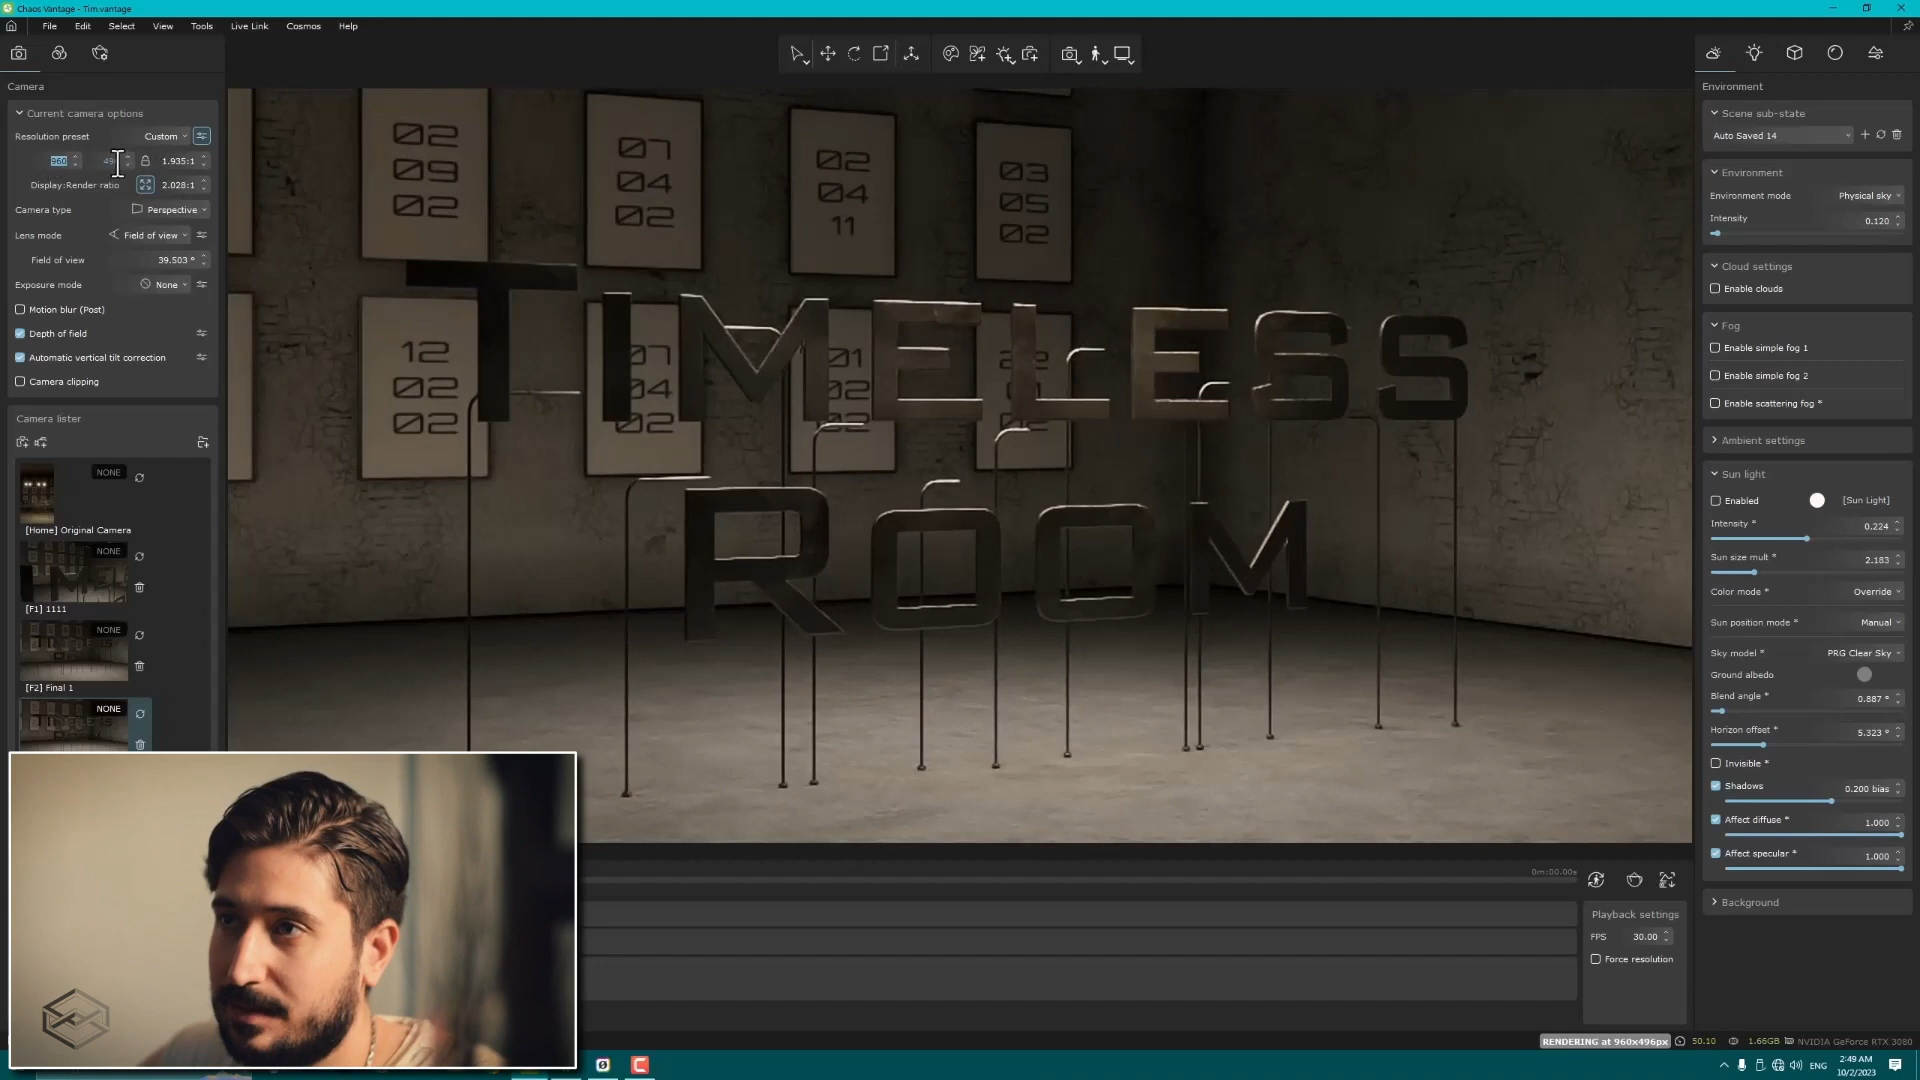 Chaos Vantage - Tim.vantage
File Edit Select View Tools Live Link Cosmos Help
Camera
Current camera options
Resolution preset Custom
960 1.935:1
Display:Render ratio 2.028:1
Camera type Perspective
Lens mode Field of view
Field of view 39.503 °
Exposure mode None
Motion blur (Post)
Depth of field
Automatic vertical tilt correction
Camera clipping
Camera lister
NONE
[Home] Original Camera
NONE
[F1] 1111
NONE
[F2] Final 1
NONE
02
09
02
07
04
02
02
04
11
03
05
02
12
02
02
07
04
02
01
02
TIMELESS
ROOM
0m:00.00s
Playback settings
FPS 30.00
Force resolution
Environment
Scene sub-state
Auto Saved 14
Environment
Environment mode Physical sky
Intensity 0.120
Cloud settings
Enable clouds
Fog
Enable simple fog 1
Enable simple fog 2
Enable scattering fog *
Ambient settings
Sun light
Enabled [Sun Light]
Intensity * 0.224
Sun size mult * 2.183
Color mode * Override
Sun position mode * Manual
Sky model * PRG Clear Sky
Ground albedo
Blend angle * 0.887 °
Horizon offset * 5.323 °
Invisible *
Shadows 0.200 bias
Affect diffuse * 1.000
Affect specular * 1.000
Background
RENDERING at 960x496px 50.10 1.66GB NVIDIA GeForce RTX 3080
ENG
2:49 AM
10/2/2023